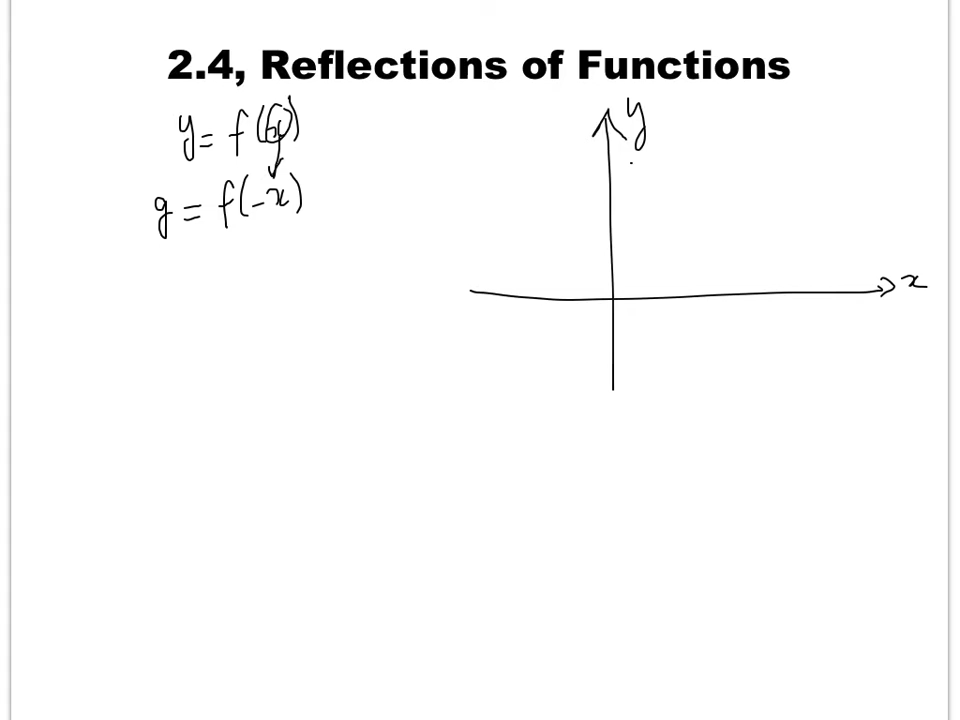 2.4, Reflections of Functions
y = f(x)
y = f(-x)
y
x